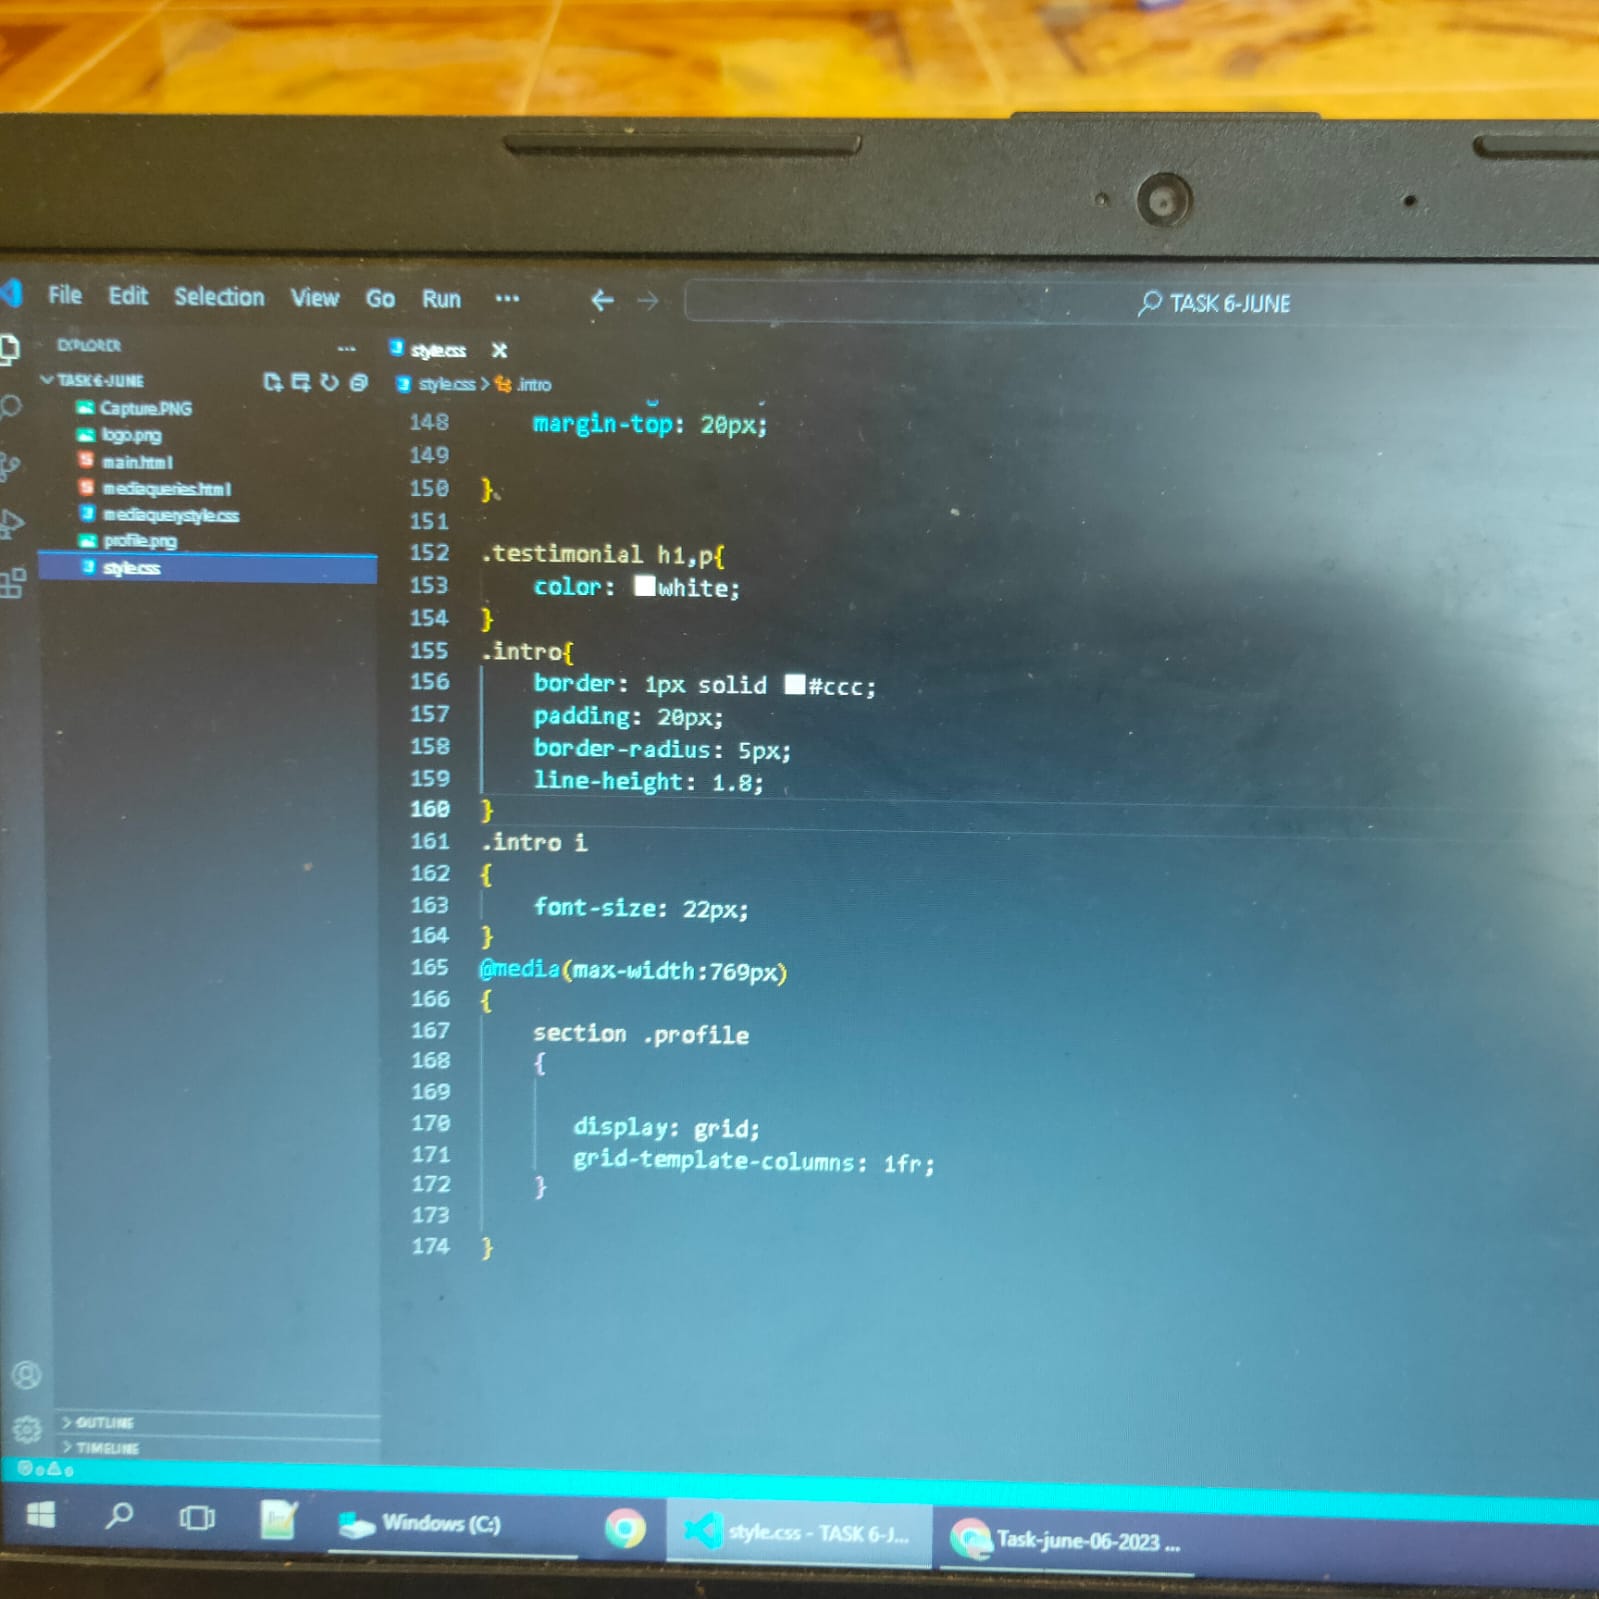 File Edit Selection View Go Run ...
TASK 6-JUNE
EXPLORER ...
style.css
TASK 6-JUNE
style.css > .intro
Capture.PNG
logo.png
main.html
mediaqueries.html
mediaquerystyle.css
profile.png
style.css
148 margin-top: 20px;
149
150 }
151
152 .testimonial h1,p{
153 color: white;
154 }
155 .intro{
156 border: 1px solid #ccc;
157 padding: 20px;
158 border-radius: 5px;
159 line-height: 1.8;
160 }
161 .intro i
162 {
163 font-size: 22px;
164 }
165 @media(max-width:769px)
166 {
167 section .profile
168 {
169
170 display: grid;
171 grid-template-columns: 1fr;
172 }
173
174 }
> OUTLINE
> TIMELINE
0 0
Windows (C:)
style.css - TASK 6-J...
Task-june-06-2023 ...